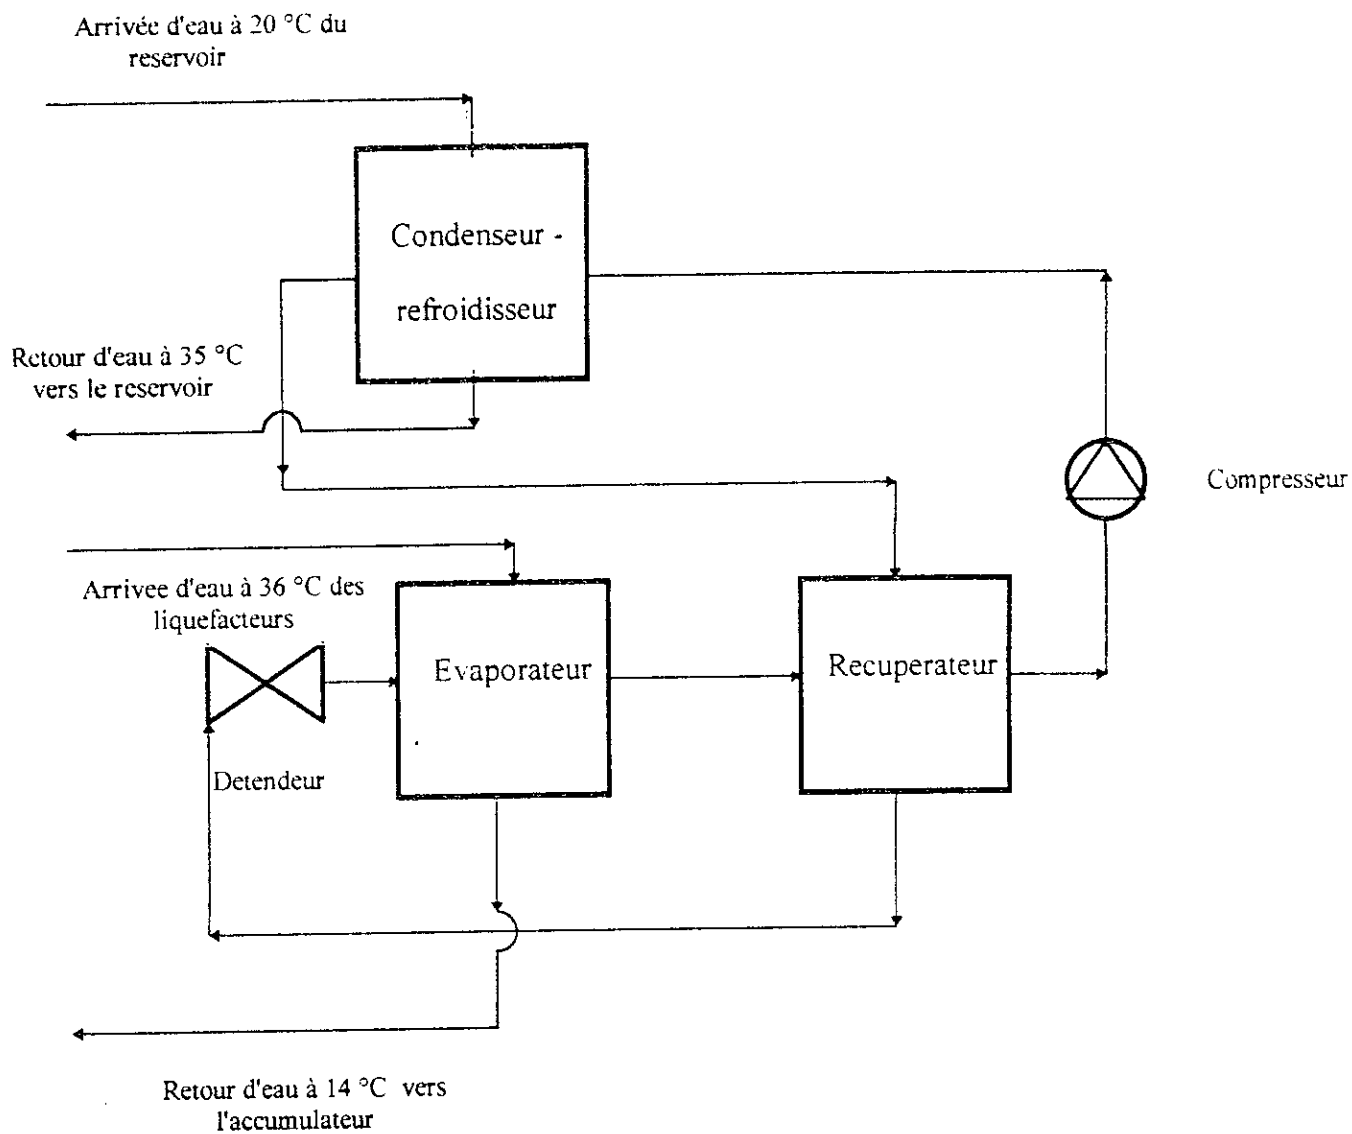 Arrivée d'eau à 20 °C du
reservoir
Condenseur -
refroidisseur
Retour d'eau à 35 °C
vers le reservoir
Compresseur
Arrivee d'eau à 36 °C des
liquefacteurs
Evaporateur
Recuperateur
Detendeur
Retour d'eau à 14 °C vers
l'accumulateur